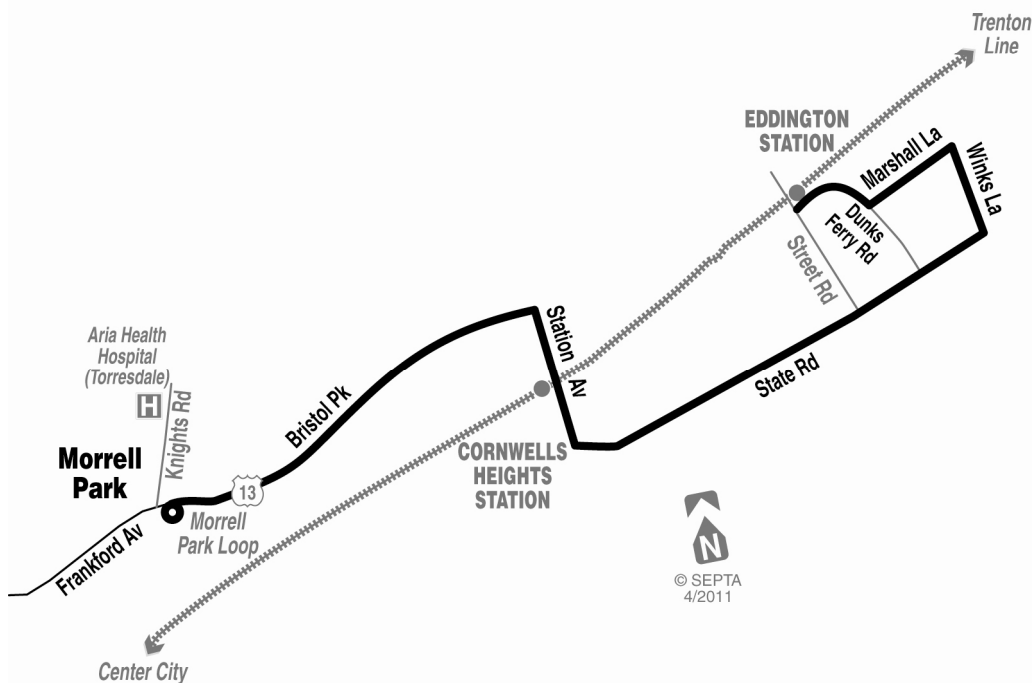 Trenton
Line
EDDINGTON
STATION
Marshall La
Winks La
Dunks
Ferry Rd
Street Rd
Station
Av
State Rd
Aria Health
Hospital
(Torresdale)
H
Knights Rd
Bristol Pk
CORNWELLS
HEIGHTS
STATION
Morrell
Park
13
Morrell
Park Loop
Frankford Av
N
© SEPTA
4/2011
Center City